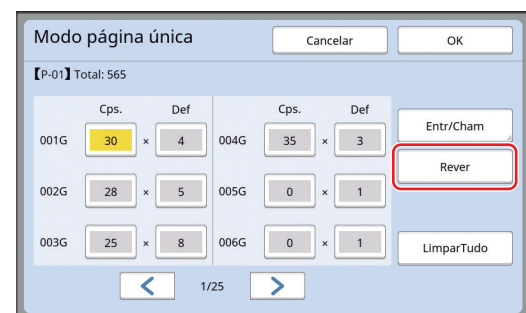 Modo página única Cancelar OK
【P-01】Total: 565
Cps. Def Cps. Def
Entr/Cham
001G 30 × 4 004G 35 × 3
Rever
002G 28 × 5 005G 0 × 1
003G 25 × 8 006G 0 × 1 LimparTudo
1/25